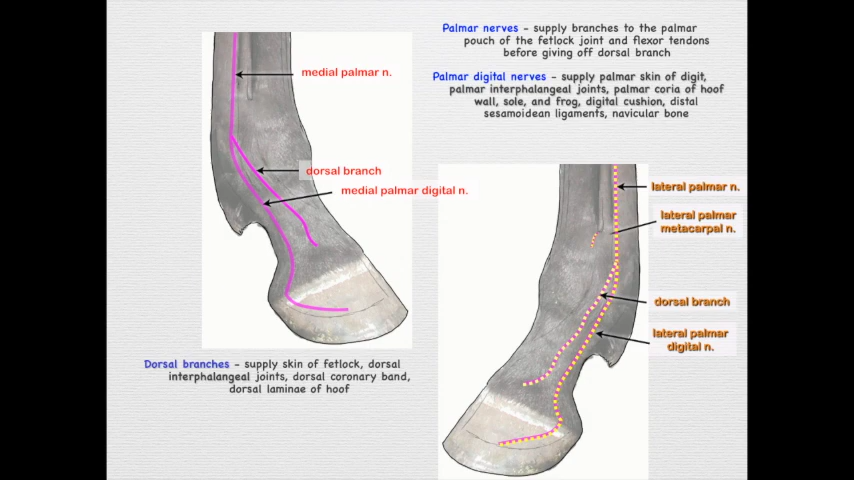 Palmar nerves - supply branches to the palmar
pouch of the fetlock joint and flexor tendons
before giving off dorsal branch
medial palmar n.
Palmar digital nerves - supply palmar skin of digit,
palmar interphalangeal joints, palmar coria of hoof
wall, sole, and frog, digital cushion, distal
sesamoidean ligaments, navicular bone
dorsal branch
medial palmar digital n.
lateral palmar n.
lateral palmar
metacarpal n.
dorsal branch
lateral palmar
digital n.
Dorsal branches - supply skin of fetlock, dorsal
interphalangeal joints, dorsal coronary band,
dorsal laminae of hoof